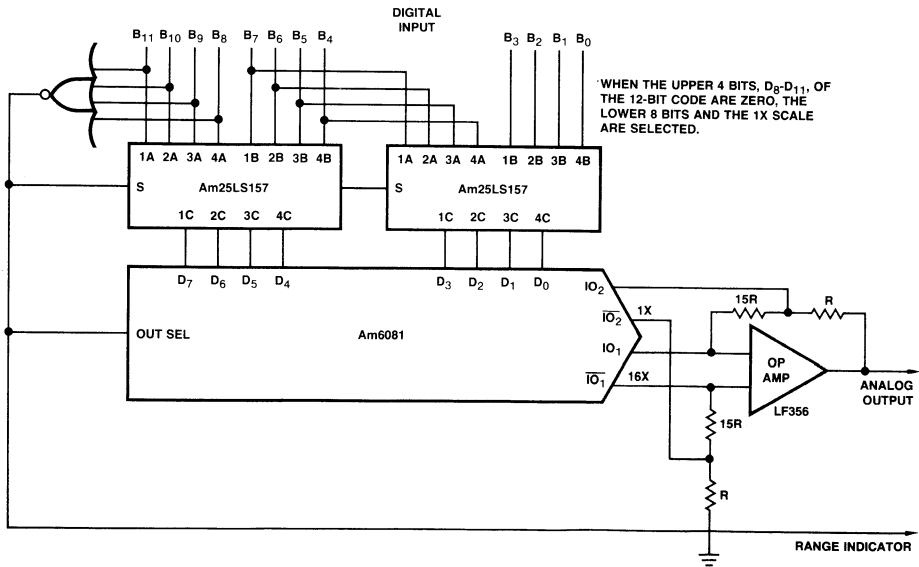 DIGITAL
INPUT
B11 B10 B9 B8 B7 B6 B5 B4 B3 B2 B1 B0
WHEN THE UPPER 4 BITS, D8-D11, OF
THE 12-BIT CODE ARE ZERO, THE
LOWER 8 BITS AND THE 1X SCALE
ARE SELECTED.
1A 2A 3A 4A 1B 2B 3B 4B
1A 2A 3A 4A 1B 2B 3B 4B
S Am25LS157
S Am25LS157
1C 2C 3C 4C
1C 2C 3C 4C
D7 D6 D5 D4
D3 D2 D1 D0
IO2
IO2 1X
OUT SEL Am6081
IO1
IO1 16X
15R R
OP
AMP
LF356
ANALOG
OUTPUT
15R
R
RANGE INDICATOR